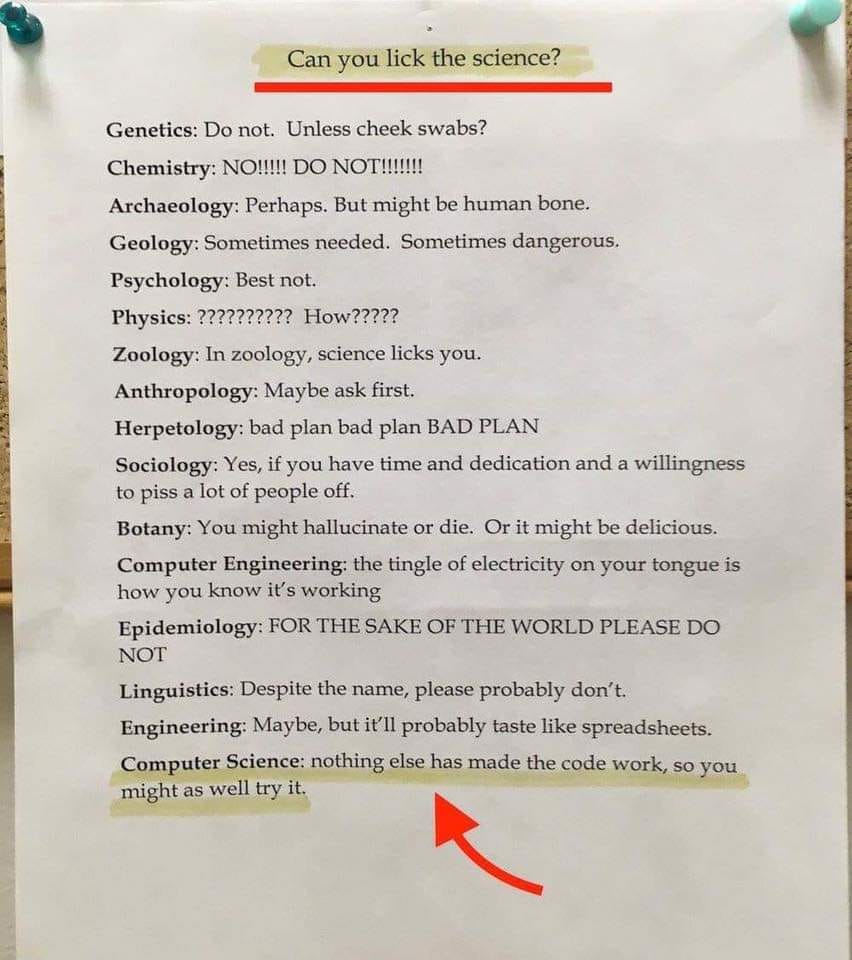 Can you lick the science?
Genetics: Do not. Unless cheek swabs?
Chemistry: NO!!!!! DO NOT!!!!!!!
Archaeology: Perhaps. But might be human bone.
Geology: Sometimes needed. Sometimes dangerous.
Psychology: Best not.
Physics: ?????????? How?????
Zoology: In zoology, science licks you.
Anthropology: Maybe ask first.
Herpetology: bad plan bad plan BAD PLAN
Sociology: Yes, if you have time and dedication and a willingness
to piss a lot of people off.
Botany: You might hallucinate or die. Or it might be delicious.
Computer Engineering: the tingle of electricity on your tongue is
how you know it's working
Epidemiology: FOR THE SAKE OF THE WORLD PLEASE DO
NOT
Linguistics: Despite the name, please probably don't.
Engineering: Maybe, but it'll probably taste like spreadsheets.
Computer Science: nothing else has made the code work, so you
might as well try it.